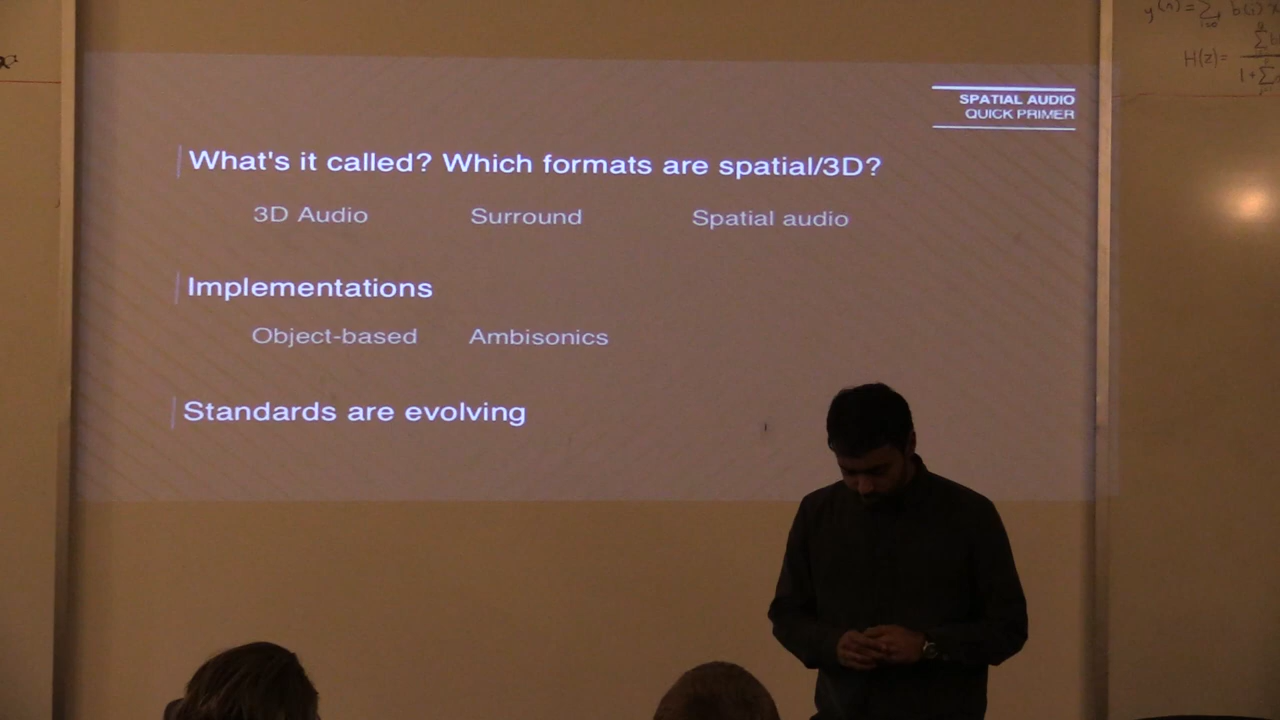 SPATIAL AUDIO
QUICK PRIMER
What's it called? Which formats are spatial/3D?
3D Audio Surround Spatial audio
Implementations
Object-based Ambisonics
Standards are evolving
H(z)=